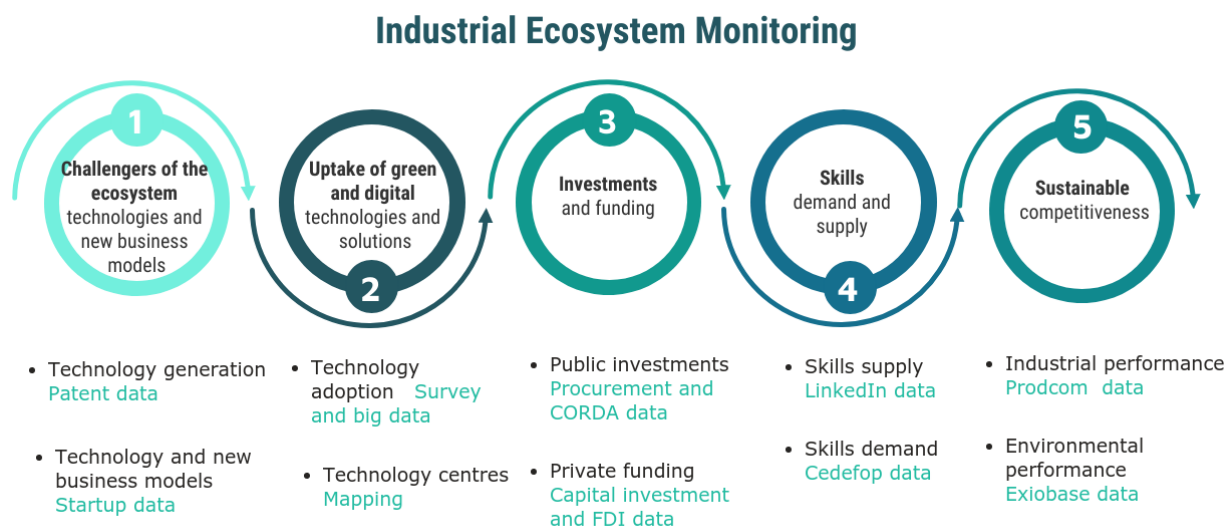 Industrial Ecosystem Monitoring
1
Challengers of the
ecosystem
technologies and
new business
models
2
Uptake of green
and digital
technologies and
solutions
3
Investments
and funding
4
Skills
demand and
supply
5
Sustainable
competitiveness
• Technology generation
Patent data
• Technology and new
business models
Startup data
• Technology
adoption Survey
and big data
• Technology centres
Mapping
• Public investments
Procurement and
CORDA data
• Private funding
Capital investment
and FDI data
• Skills supply
LinkedIn data
• Skills demand
Cedefop data
• Industrial performance
Prodcom data
• Environmental
performance
Exiobase data